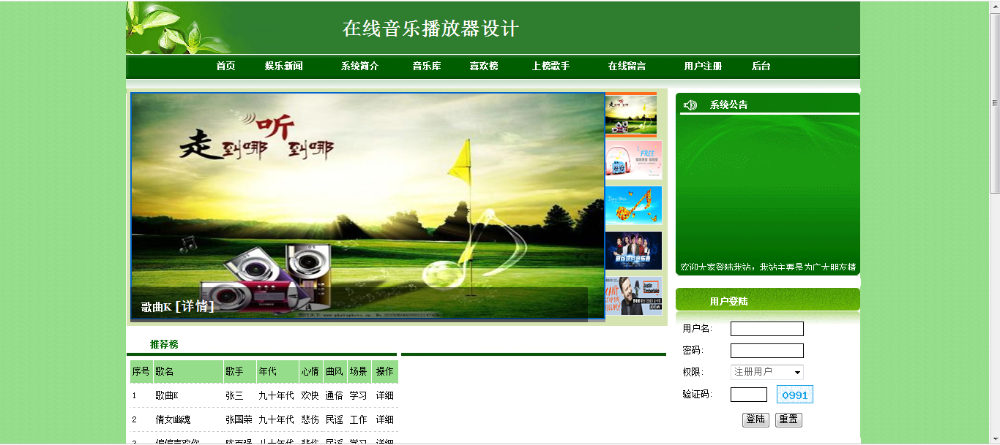 在线音乐播放器设计
首页 娱乐新闻 系统简介 音乐库 喜欢榜 上榜歌手 在线留言 用户注册 后台
走到哪 听到哪
歌曲K [详情]
FREE
Justin Timberlake
CAN'T STOP THE FEELING!
系统公告
欢迎大家登陆我站，我站主要是为广大朋友精
用户登陆
用户名:
密码:
权限: 注册用户
验证码: 0991
登陆 重置
推荐榜
序号 歌名 歌手 年代 心情 曲风 场景 操作
1 歌曲K 张三 九十年代 欢快 通俗 学习 详细
2 倩女幽魂 张国荣 九十年代 悲伤 民谣 工作 详细